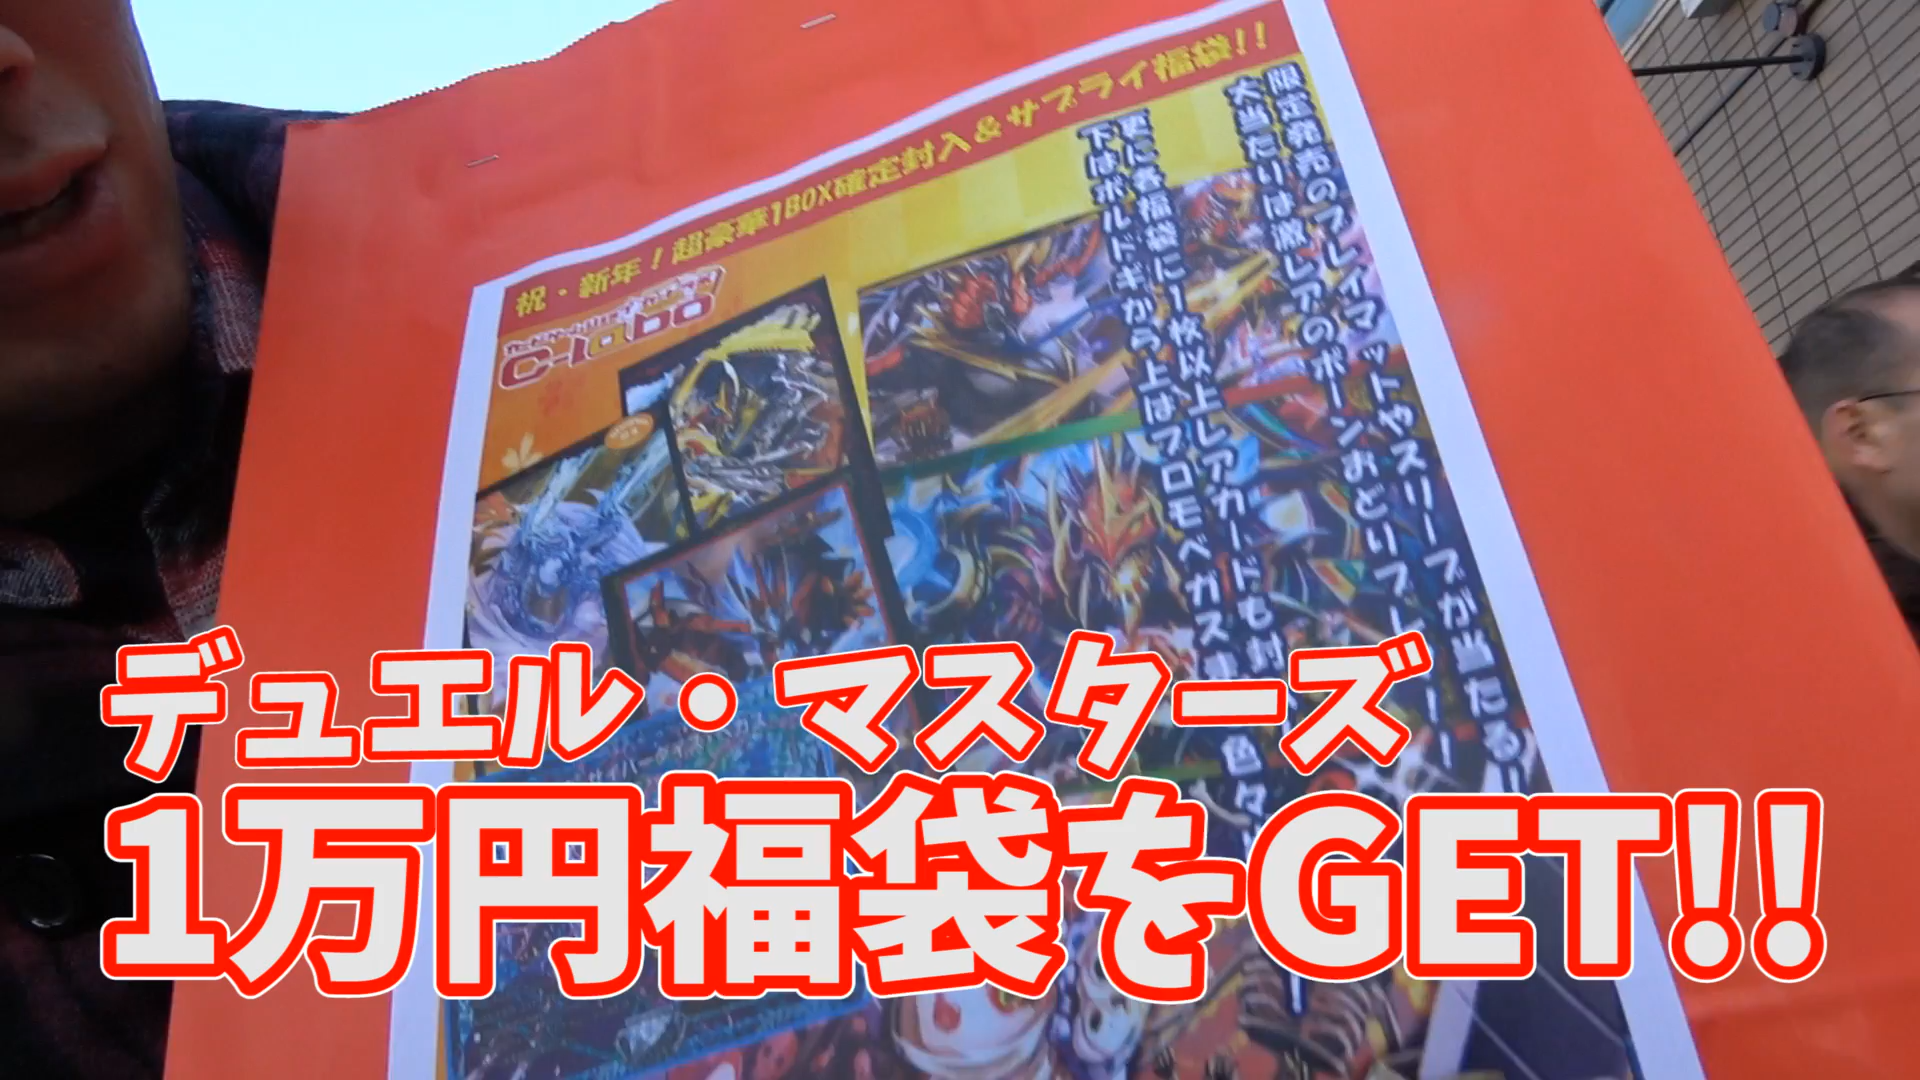 祝・新年！超豪華1BOX確定封入＆サプライ福袋！！
C-labo
限定発売のプレイマットやスリーブが当たる！！
大当たりは激レアのボーンおどりプレ
更に各福袋に1枚以上レアカードも封
下はボルドギから上はプロモベガスま
色々
デュエル・マスターズ
1万円福袋をGET!!